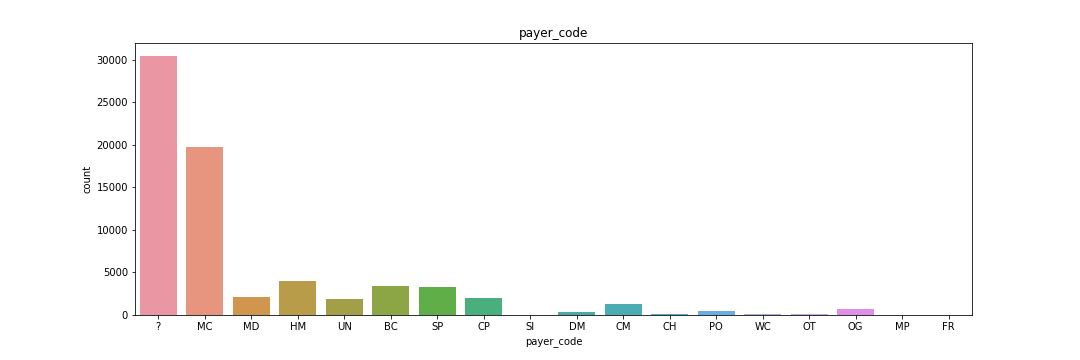 payer_code
30000
25000
20000
15000
10000
5000
0
count
? MC MD HM UN BC SP CP SI DM CM CH PO WC OT OG MP FR
payer_code